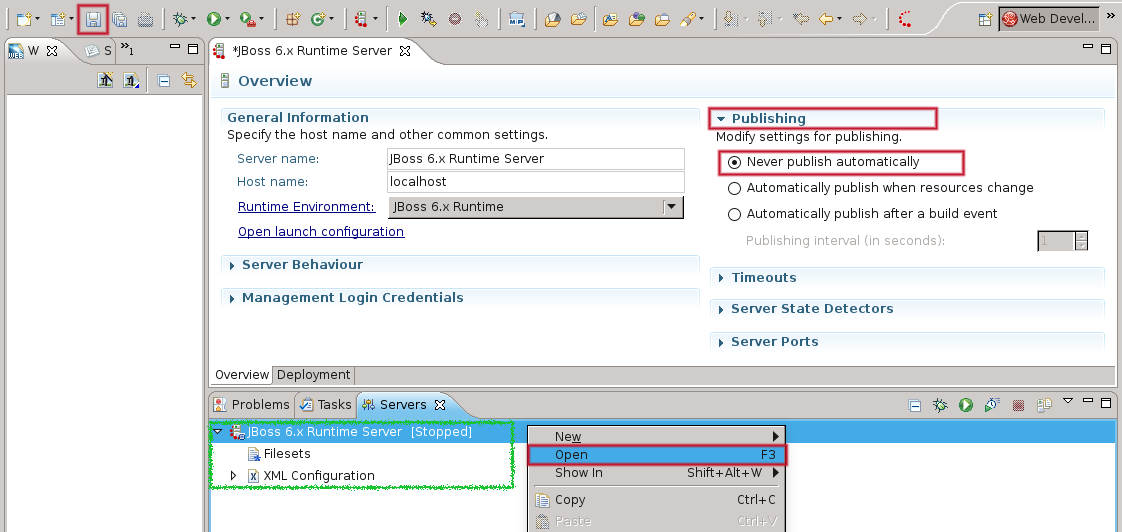 Web Devel...
W
S
»1
*JBoss 6.x Runtime Server
Overview
General Information
Specify the host name and other common settings.
Server name:
JBoss 6.x Runtime Server
Host name:
localhost
Runtime Environment:
JBoss 6.x Runtime
Open launch configuration
Server Behaviour
Management Login Credentials
Publishing
Modify settings for publishing.
Never publish automatically
Automatically publish when resources change
Automatically publish after a build event
Publishing interval (in seconds):
1
Timeouts
Server State Detectors
Server Ports
Overview
Deployment
Problems
Tasks
Servers
JBoss 6.x Runtime Server [Stopped]
Filesets
XML Configuration
New
Open F3
Show In Shift+Alt+W
Copy Ctrl+C
Paste Ctrl+V